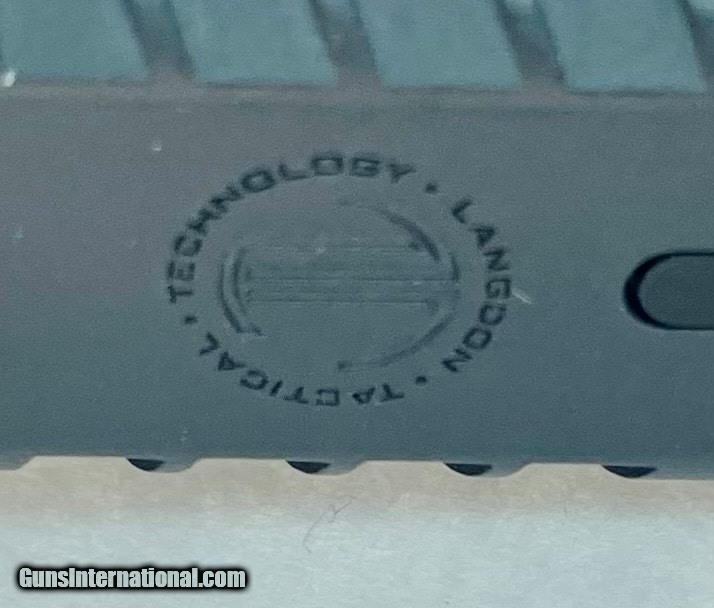 LANGDON · TACTICAL · TECHNOLOGY ·
GunsInternational.com